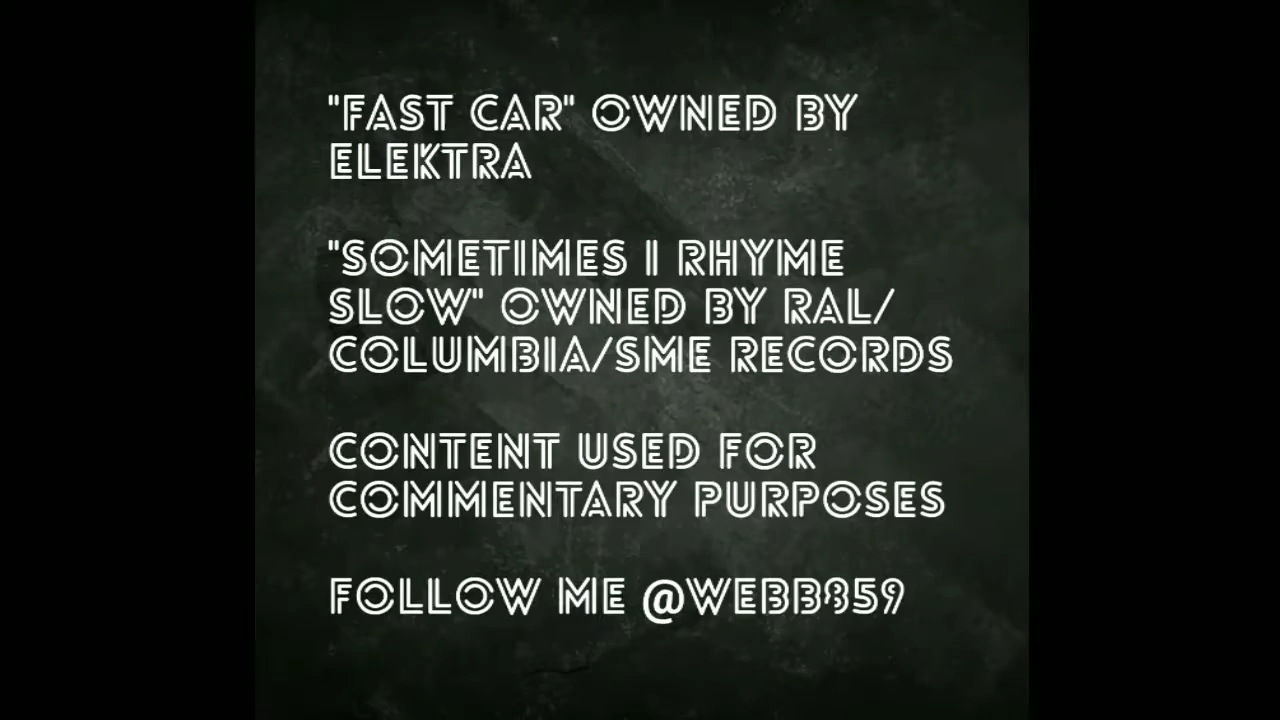 "FAST CAR" OWNED BY
ELEKTRA
"SOMETIMES I RHYME
SLOW" OWNED BY RAL/
COLUMBIA/SME RECORDS
CONTENT USED FOR
COMMENTARY PURPOSES
FOLLOW ME @WEBB859